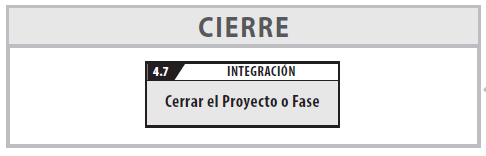 CIERRE
4.7 INTEGRACIÓN
Cerrar el Proyecto o Fase